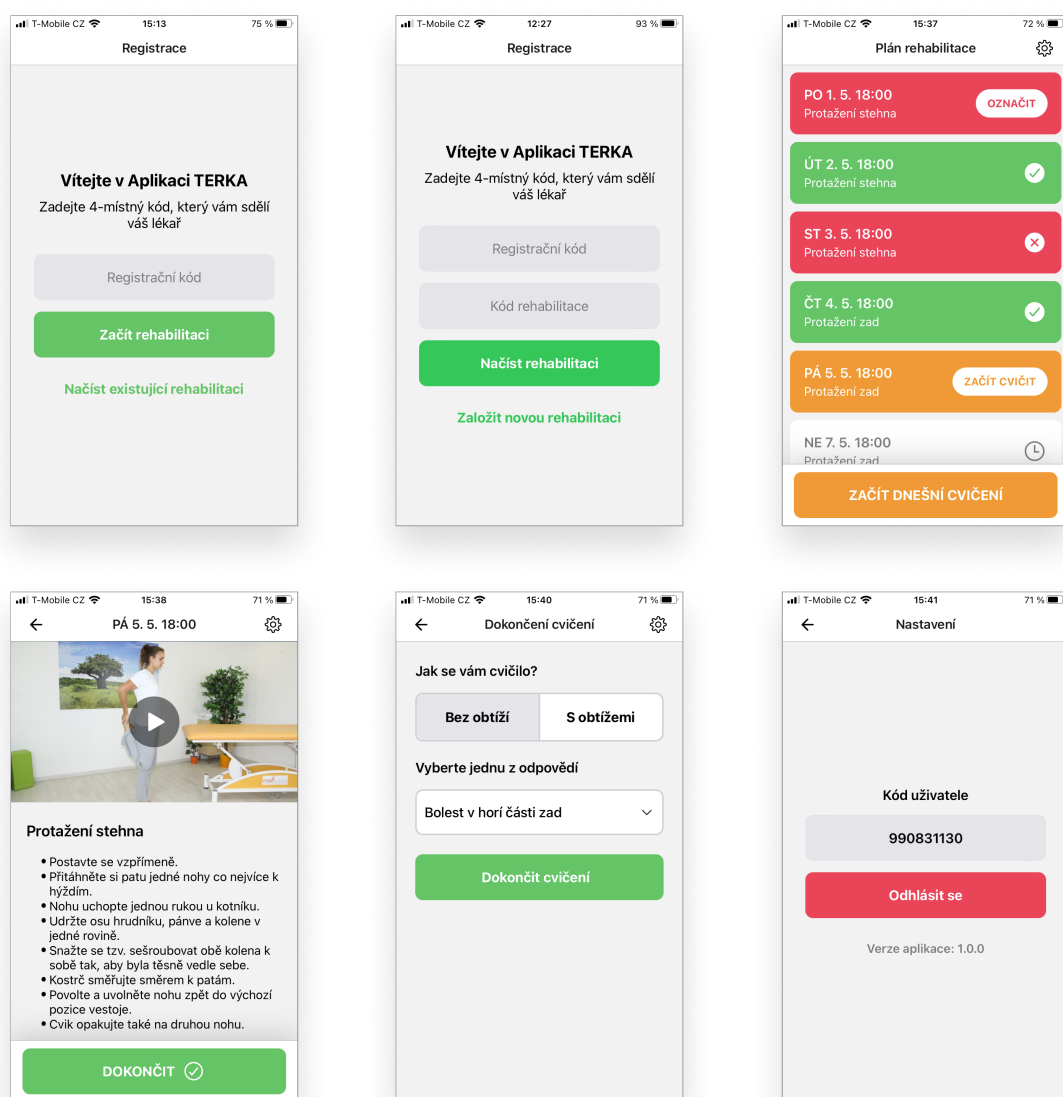 T-Mobile CZ 15:13 75 %
Registrace
Vítejte v Aplikaci TERKA
Zadejte 4-místný kód, který vám sdělí
váš lékař
Registrační kód
Začít rehabilitaci
Načíst existující rehabilitaci
T-Mobile CZ 12:27 93 %
Registrace
Vítejte v Aplikaci TERKA
Zadejte 4-místný kód, který vám sdělí
váš lékař
Registrační kód
Kód rehabilitace
Načíst rehabilitaci
Založit novou rehabilitaci
T-Mobile CZ 15:37 72 %
Plán rehabilitace
PO 1. 5. 18:00
Protažení stehna
OZNAČIT
ÚT 2. 5. 18:00
Protažení stehna
ST 3. 5. 18:00
Protažení stehna
ČT 4. 5. 18:00
Protažení zad
PÁ 5. 5. 18:00
Protažení zad
ZAČÍT CVIČIT
NE 7. 5. 18:00
Protažení zad
ZAČÍT DNEŠNÍ CVIČENÍ
T-Mobile CZ 15:38 71 %
PÁ 5. 5. 18:00
Protažení stehna
• Postavte se vzpřímeně.
• Přitáhněte si patu jedné nohy co nejvíce k
hýždím.
• Nohu uchopte jednou rukou u kotníku.
• Udržte osu hrudníku, pánve a kolene v
jedné rovině.
• Snažte se tzv. sešroubovat obě kolena k
sobě tak, aby byla těsně vedle sebe.
• Kostrč směřujte směrem k patám.
• Povolte a uvolněte nohu zpět do výchozí
pozice vestoje.
• Cvik opakujte také na druhou nohu.
DOKONČIT
T-Mobile CZ 15:40 71 %
Dokončení cvičení
Jak se vám cvičilo?
Bez obtíží S obtížemi
Vyberte jednu z odpovědí
Bolest v horí části zad
Dokončit cvičení
T-Mobile CZ 15:41 71 %
Nastavení
Kód uživatele
990831130
Odhlásit se
Verze aplikace: 1.0.0